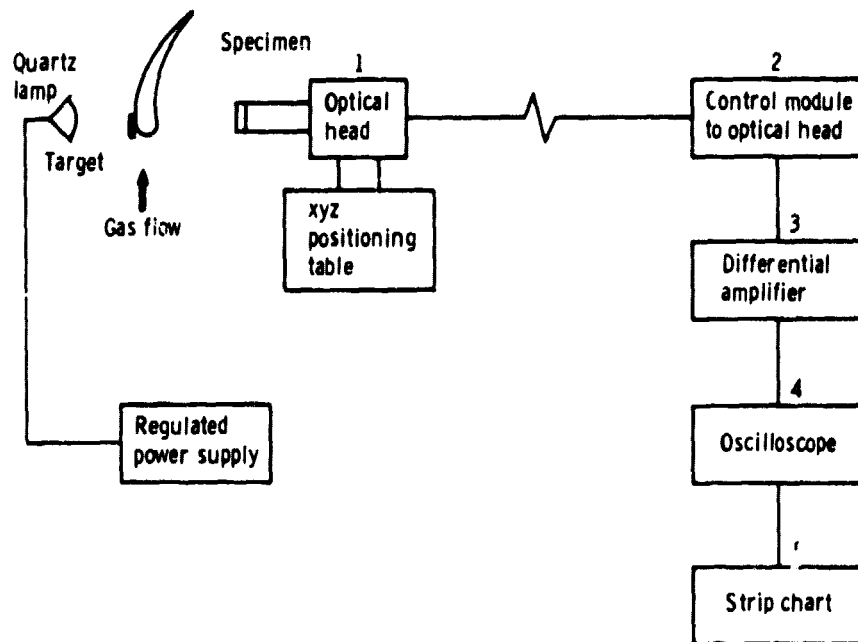 Specimen
Quartz
lamp
Target
Gas flow
1
Optical
head
xyz
positioning
table
2
Control module
to optical head
3
Differential
amplifier
4
Oscilloscope
Strip chart
Regulated
power supply